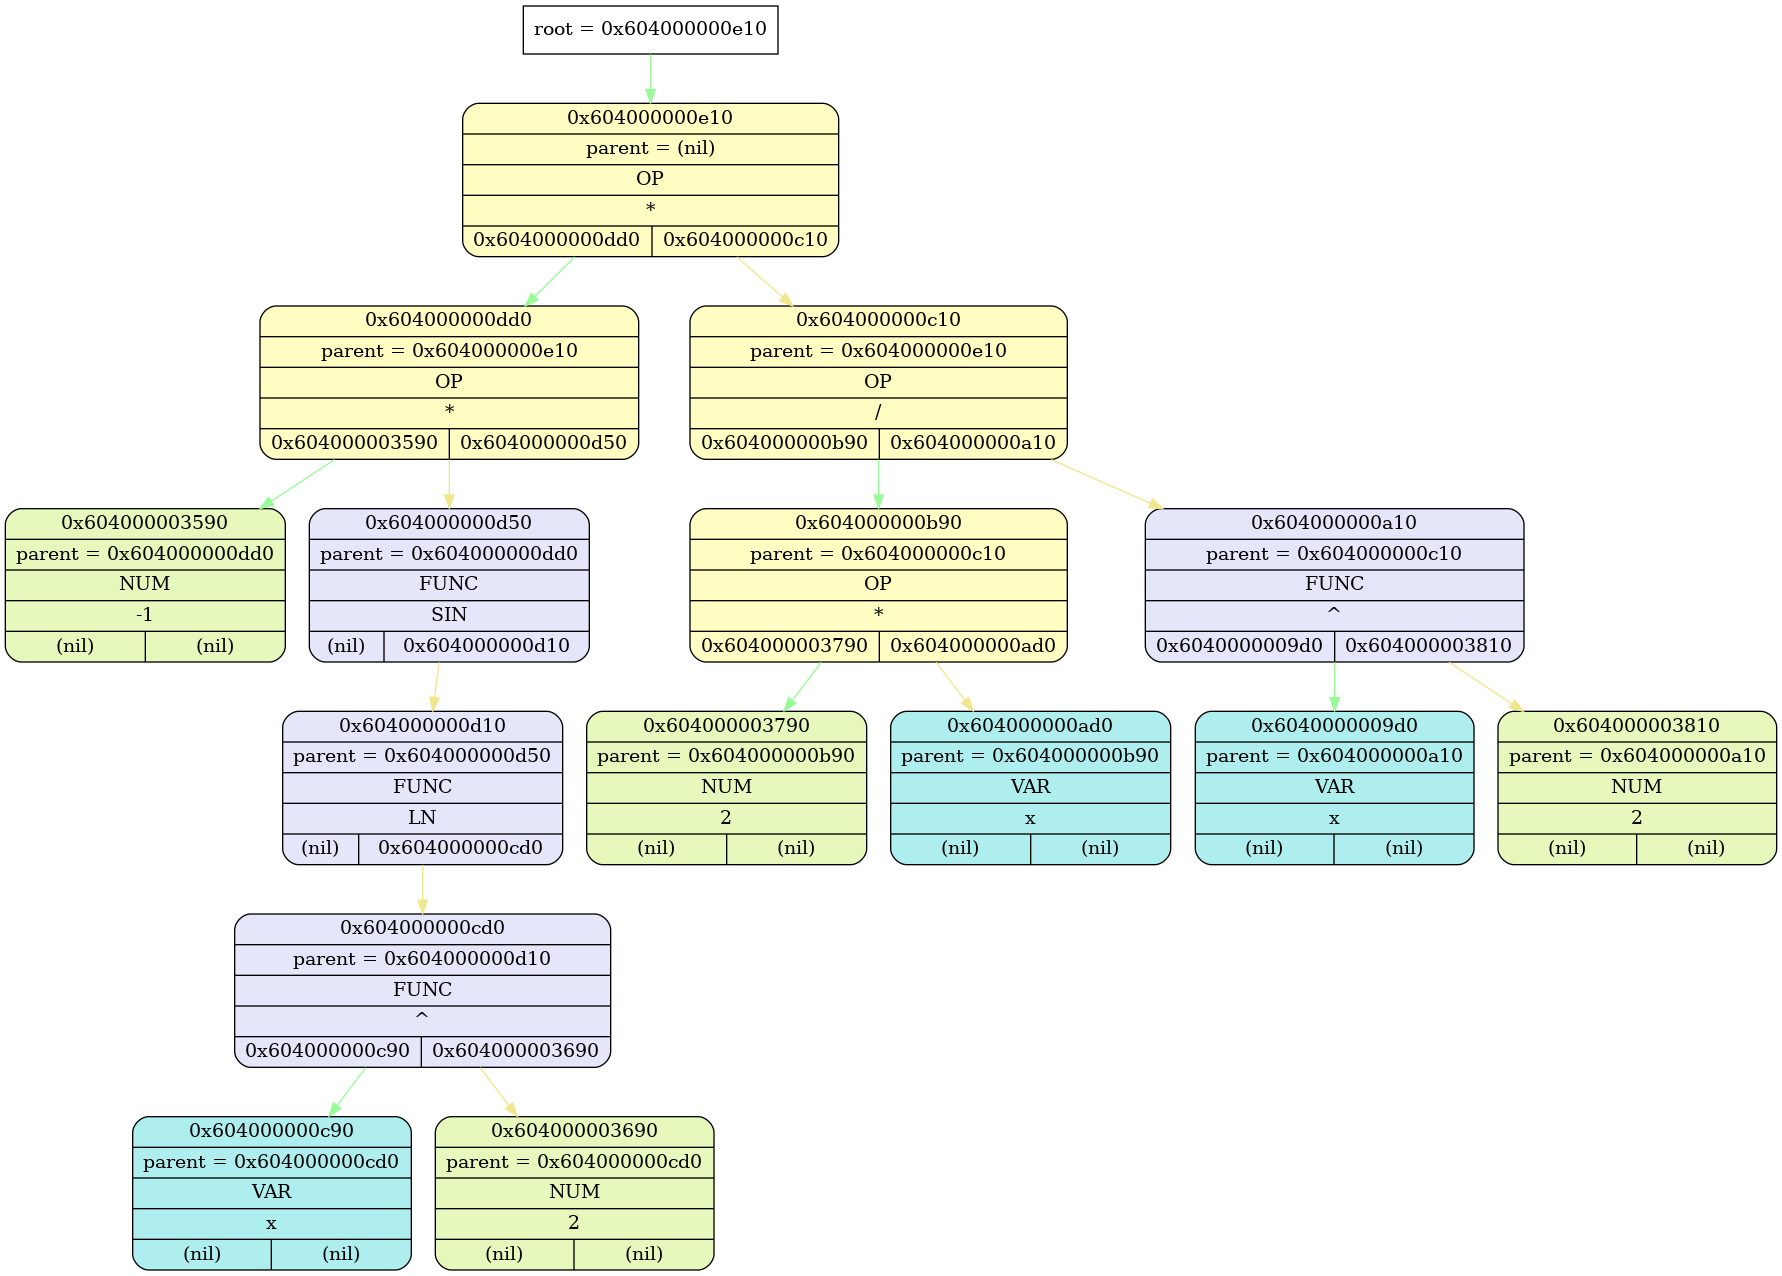 root = 0x604000000e10
0x604000000e10
parent = (nil)
OP
*
0x604000000dd0 0x604000000c10
0x604000000dd0
parent = 0x604000000e10
OP
*
0x604000003590 0x604000000d50
0x604000000c10
parent = 0x604000000e10
OP
/
0x604000000b90 0x604000000a10
0x604000003590
parent = 0x604000000dd0
NUM
-1
(nil) (nil)
0x604000000d50
parent = 0x604000000dd0
FUNC
SIN
(nil) 0x604000000d10
0x604000000b90
parent = 0x604000000c10
OP
*
0x604000003790 0x604000000ad0
0x604000000a10
parent = 0x604000000c10
FUNC
^
0x6040000009d0 0x604000003810
0x604000000d10
parent = 0x604000000d50
FUNC
LN
(nil) 0x604000000cd0
0x604000003790
parent = 0x604000000b90
NUM
2
(nil) (nil)
0x604000000ad0
parent = 0x604000000b90
VAR
x
(nil) (nil)
0x6040000009d0
parent = 0x604000000a10
VAR
x
(nil) (nil)
0x604000003810
parent = 0x604000000a10
NUM
2
(nil) (nil)
0x604000000cd0
parent = 0x604000000d10
FUNC
^
0x604000000c90 0x604000003690
0x604000000c90
parent = 0x604000000cd0
VAR
x
(nil) (nil)
0x604000003690
parent = 0x604000000cd0
NUM
2
(nil) (nil)